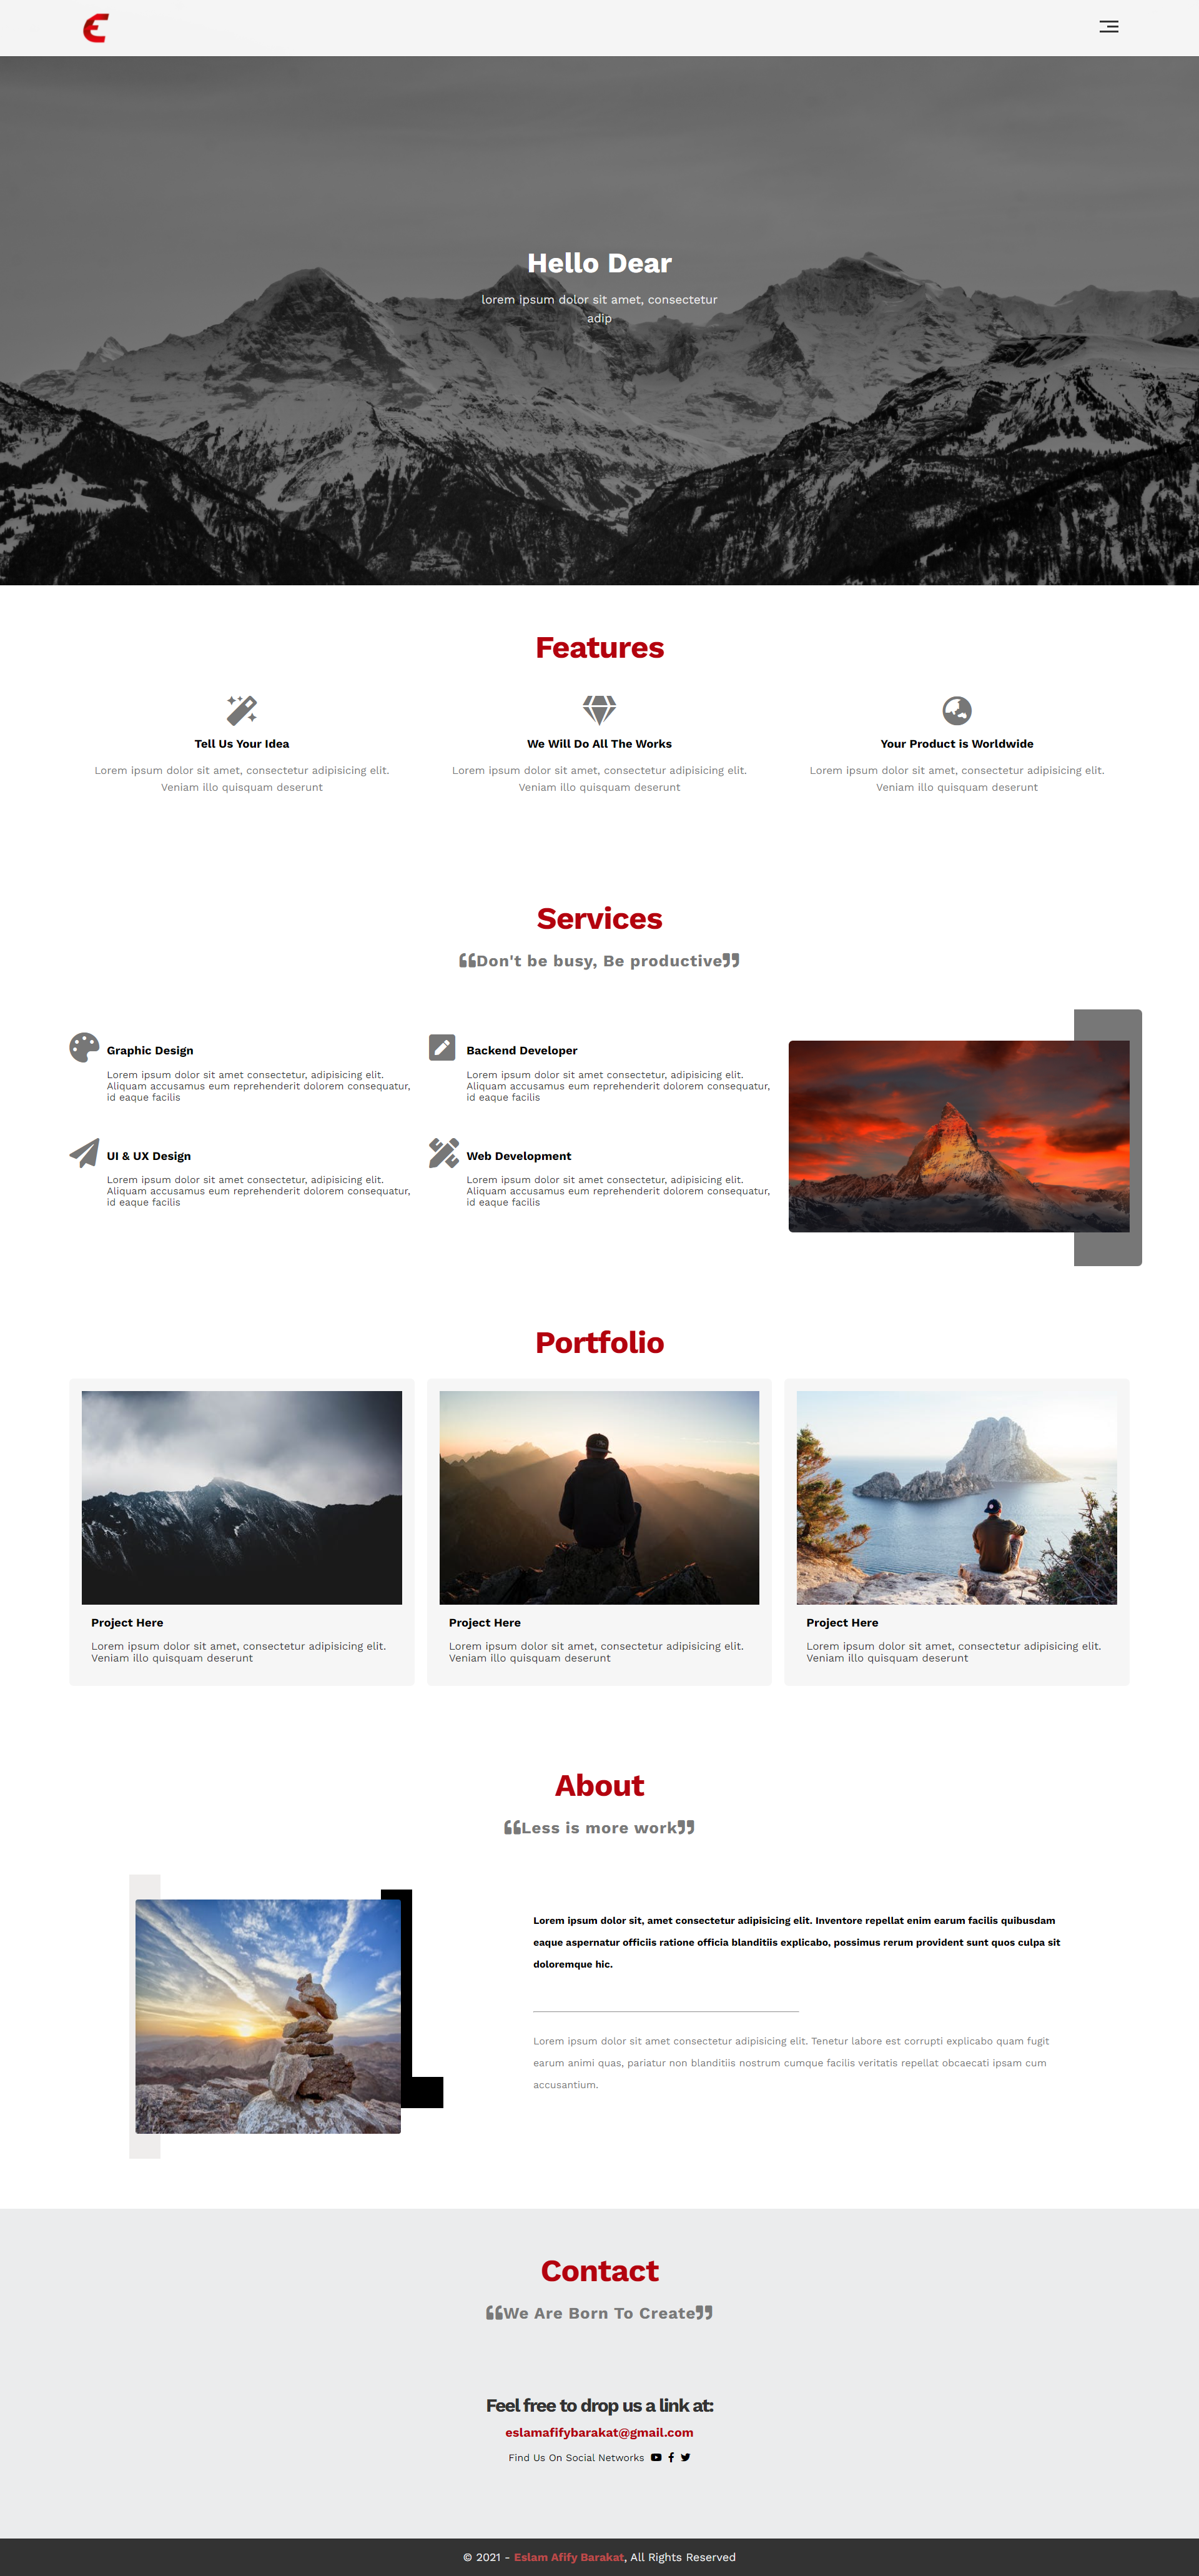 E
Hello Dear
lorem ipsum dolor sit amet, consectetur
adip
Features
Tell Us Your Idea
Lorem ipsum dolor sit amet, consectetur adipisicing elit.
Veniam illo quisquam deserunt
We Will Do All The Works
Lorem ipsum dolor sit amet, consectetur adipisicing elit.
Veniam illo quisquam deserunt
Your Product is Worldwide
Lorem ipsum dolor sit amet, consectetur adipisicing elit.
Veniam illo quisquam deserunt
Services
❝Don't be busy, Be productive❞
Graphic Design
Lorem ipsum dolor sit amet consectetur, adipisicing elit.
Aliquam accusamus eum reprehenderit dolorem consequatur,
id eaque facilis
Backend Developer
Lorem ipsum dolor sit amet consectetur, adipisicing elit.
Aliquam accusamus eum reprehenderit dolorem consequatur,
id eaque facilis
UI & UX Design
Lorem ipsum dolor sit amet consectetur, adipisicing elit.
Aliquam accusamus eum reprehenderit dolorem consequatur,
id eaque facilis
Web Development
Lorem ipsum dolor sit amet consectetur, adipisicing elit.
Aliquam accusamus eum reprehenderit dolorem consequatur,
id eaque facilis
Portfolio
Project Here
Lorem ipsum dolor sit amet, consectetur adipisicing elit.
Veniam illo quisquam deserunt
Project Here
Lorem ipsum dolor sit amet, consectetur adipisicing elit.
Veniam illo quisquam deserunt
Project Here
Lorem ipsum dolor sit amet, consectetur adipisicing elit.
Veniam illo quisquam deserunt
About
❝Less is more work❞
Lorem ipsum dolor sit, amet consectetur adipisicing elit. Inventore repellat enim earum facilis quibusdam
eaque aspernatur officiis ratione officia blanditiis explicabo, possimus rerum provident sunt quos culpa sit
doloremque hic.
Lorem ipsum dolor sit amet consectetur adipisicing elit. Tenetur labore est corrupti explicabo quam fugit
earum animi quas, pariatur non blanditiis nostrum cumque facilis veritatis repellat obcaecati ipsam cum
accusantium.
Contact
❝We Are Born To Create❞
Feel free to drop us a link at:
eslamafifybarakat@gmail.com
Find Us On Social Networks
© 2021 - Eslam Afify Barakat, All Rights Reserved